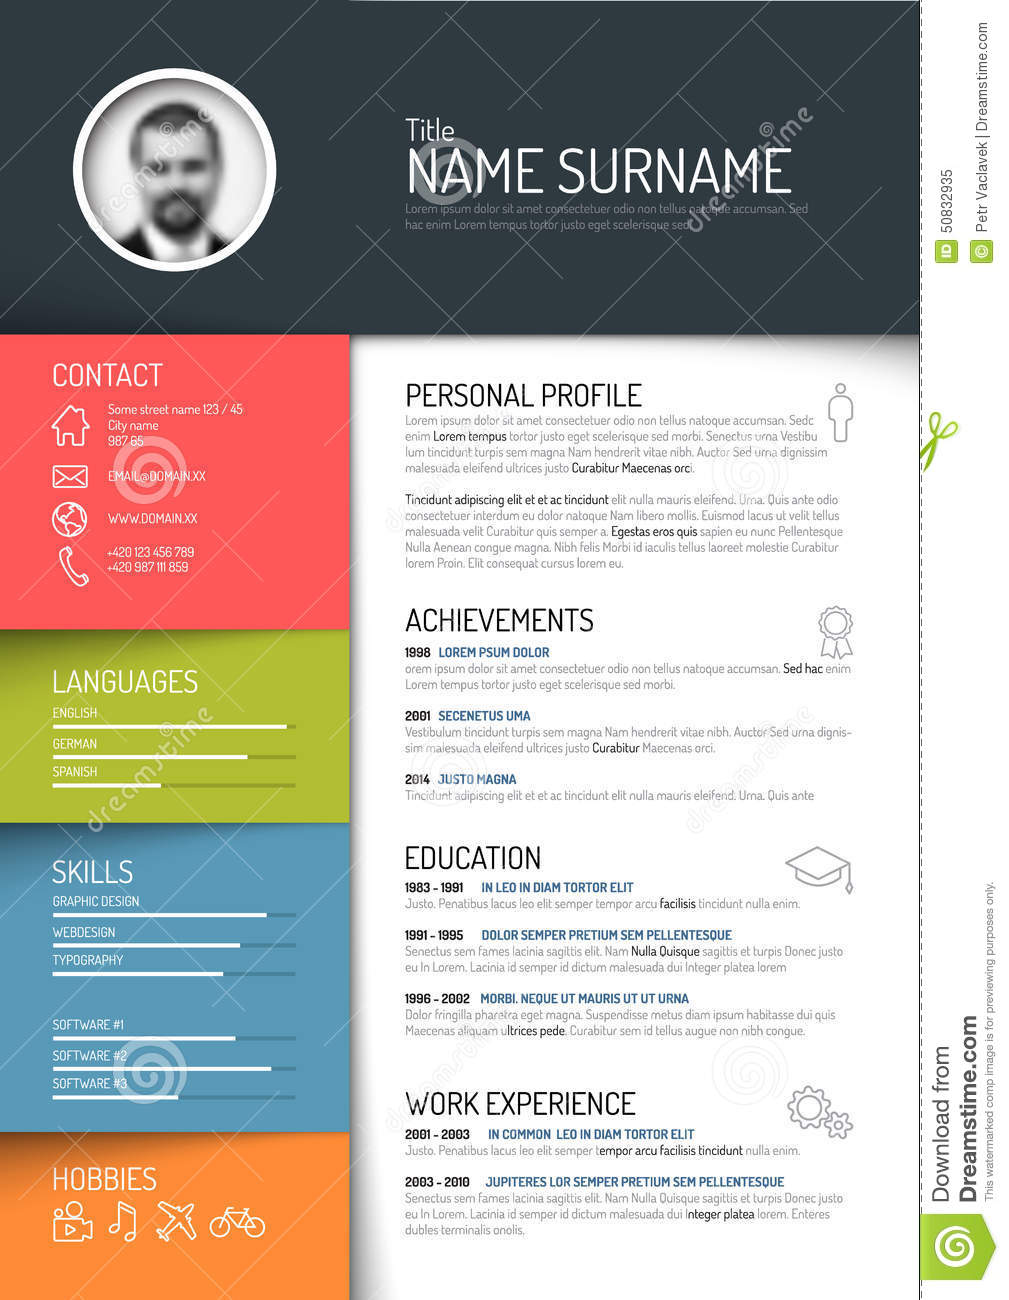 Title
NAME SURNAME
Lorem ipsum dolor sit amet consectetuer odio non tellus natoque accumsan. Sed
hac enim Lorem tempus tortor justo eget scelerisque sed
CONTACT
Some street name 123 / 45
City name
987 65
EMAIL@DOMAIN.XX
WWW.DOMAIN.XX
+420 123 456 789
+420 987 111 859
LANGUAGES
ENGLISH
GERMAN
SPANISH
SKILLS
GRAPHIC DESIGN
WEBDESIGN
TYPOGRAPHY
SOFTWARE #1
SOFTWARE #2
SOFTWARE #3
HOBBIES
PERSONAL PROFILE
Lorem ipsum dolor sit amet consectetuer odio non tellus natoque accumsan. Sedc
enim Lorem tempus tortor justo eget scelerisque sed morbi. Senectus urna Vestibu
lum tincidunt turpis sem magna Nam hendrerit vitae nibh. Auctor Sed urna dignissim
malesuada eleifend ultrices justo Curabitur Maecenas orci.
Tincidunt adipiscing elit et et ac tincidunt elit nulla mauris eleifend. Urna. Quis ante odio
consectetuer interdum eu dolor natoque Nam libero mollis. Euismod lacus ut velit tellus
malesuada velit Curabitur quis semper a. Egestas eros quis sapien eu nunc Pellentesque
Nulla Aenean congue magna. Nibh felis Morbi id iaculis tellus laoreet molestie Curabitur
lorem Proin. Elit consequat cursus lorem eu.
ACHIEVEMENTS
1998 LOREM PSUM DOLOR
orem ipsum dolor sit amet consectetuer odio non tellus natoque accumsan. Sed hac enim
Lorem tempus tortor justo eget scelerisque sed morbi.
2001 SECENETUS UMA
Vestibulum tincidunt turpis sem magna Nam hendrerit vitae nibh. Auctor Sed urna dignis-
sim malesuada eleifend ultrices justo Curabitur Maecenas orci.
2014 JUSTO MAGNA
Tincidunt adipiscing elit et et ac tincidunt elit nulla mauris eleifend. Urna. Quis ante
EDUCATION
1983 - 1991 IN LEO IN DIAM TORTOR ELIT
Justo. Penatibus lacus leo elit semper tempor arcu facilisis tincidunt nulla enim.
1991 - 1995 DOLOR SEMPER PRETIUM SEM PELLENTESQUE
Senectus sem fames lacinia sagittis elit. Nam Nulla Quisque sagittis et turpis Donec justo
eu In Lorem. Lacinia id semper id dictum malesuada dui Integer platea lorem
1996 - 2002 MORBI. NEQUE UT MAURIS UT UT URNA
Dolor fringilla pharetra eget magna. Suspendisse metus diam ipsum habitasse dui quis
Maecenas aliquam ultrices pede. Curabitur sem id tellus augue non nibh congue.
WORK EXPERIENCE
2001 - 2003 IN COMMON LEO IN DIAM TORTOR ELIT
Justo. Penatibus lacus leo elit semper tempor arcu facilisis tincidunt nulla enim.
2003 - 2010 JUPITERES LOR SEMPER PRETIUM SEM PELLENTESQUE
Senectus sem fames lacinia sagittis elit. Nam Nulla Quisque sagittis et turpis Donec justo
eu In Lorem. Lacinia id semper id dictum malesuada dui Integer platea lorem. Enteres
dubles terminalis onolis.
ID 50832935
© Petr Vaclavek | Dreamstime.com
Download from
Dreamstime.com
This watermarked comp image is for previewing purposes only.
dreamstime
dreamstime
dreamstime
dreamstime
dreamstime
dreamstime